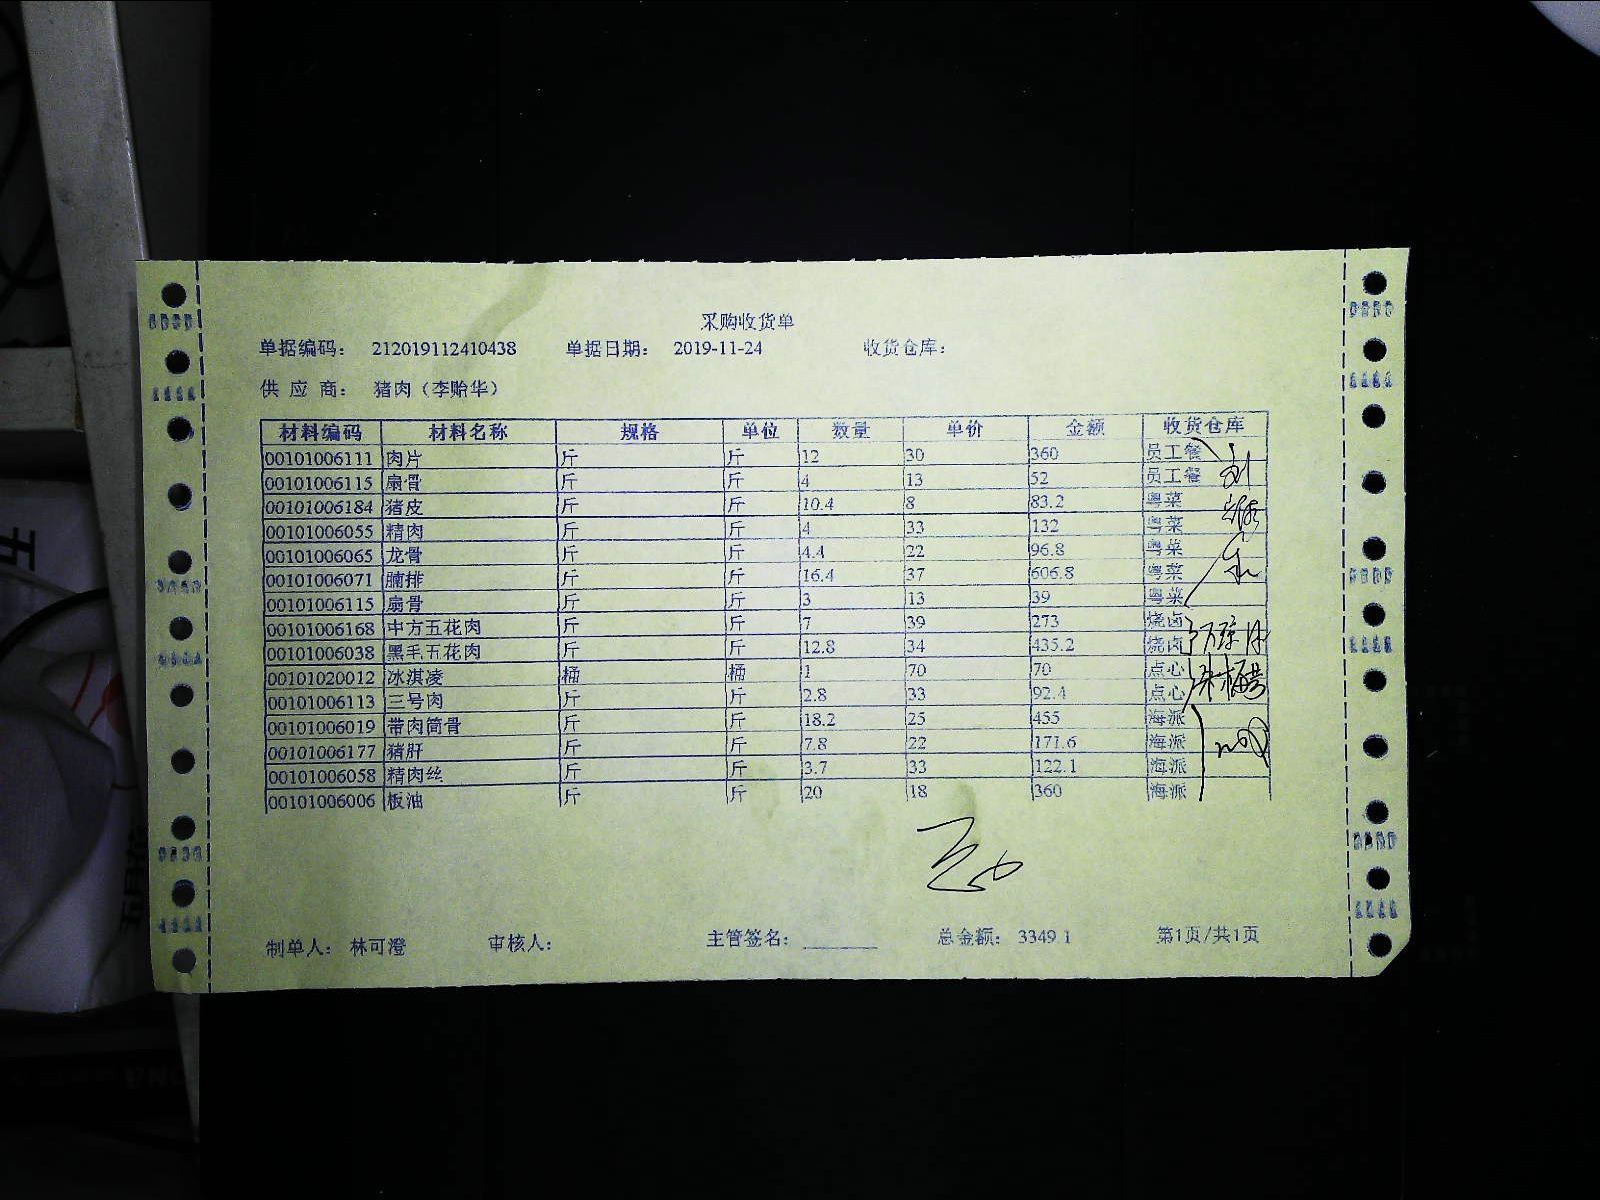 采购收货单
单据编码： 212019112410438 单据日期： 2019-11-24 收货仓库：
供 应 商： 猪肉（李贻华）
材料编码 材料名称 规格 单位 数量 单价 金额 收货仓库
00101006111 肉片 斤 斤 12 30 360 员工餐
00101006115 扇骨 斤 斤 4 13 52 员工餐
00101006184 猪皮 斤 斤 10.4 8 83.2 粤菜
00101006055 精肉 斤 斤 4 33 132 粤菜
00101006065 龙骨 斤 斤 4.4 22 96.8 粤菜
00101006071 腩排 斤 斤 16.4 37 606.8 粤菜
00101006115 扇骨 斤 斤 3 13 39 粤菜
00101006168 中方五花肉 斤 斤 7 39 273 烧卤
00101006038 黑毛五花肉 斤 斤 12.8 34 435.2 烧卤
00101020012 冰淇凌 桶 桶 1 70 70 点心
00101006113 三号肉 斤 斤 2.8 33 92.4 点心
00101006019 带肉筒骨 斤 斤 18.2 25 455 海派
00101006177 猪肝 斤 斤 7.8 22 171.6 海派
00101006058 精肉丝 斤 斤 3.7 33 122.1 海派
00101006006 板油 斤 斤 20 18 360 海派
制单人： 林可澄 审核人： 主管签名： 总金额： 3349.1 第1页/共1页